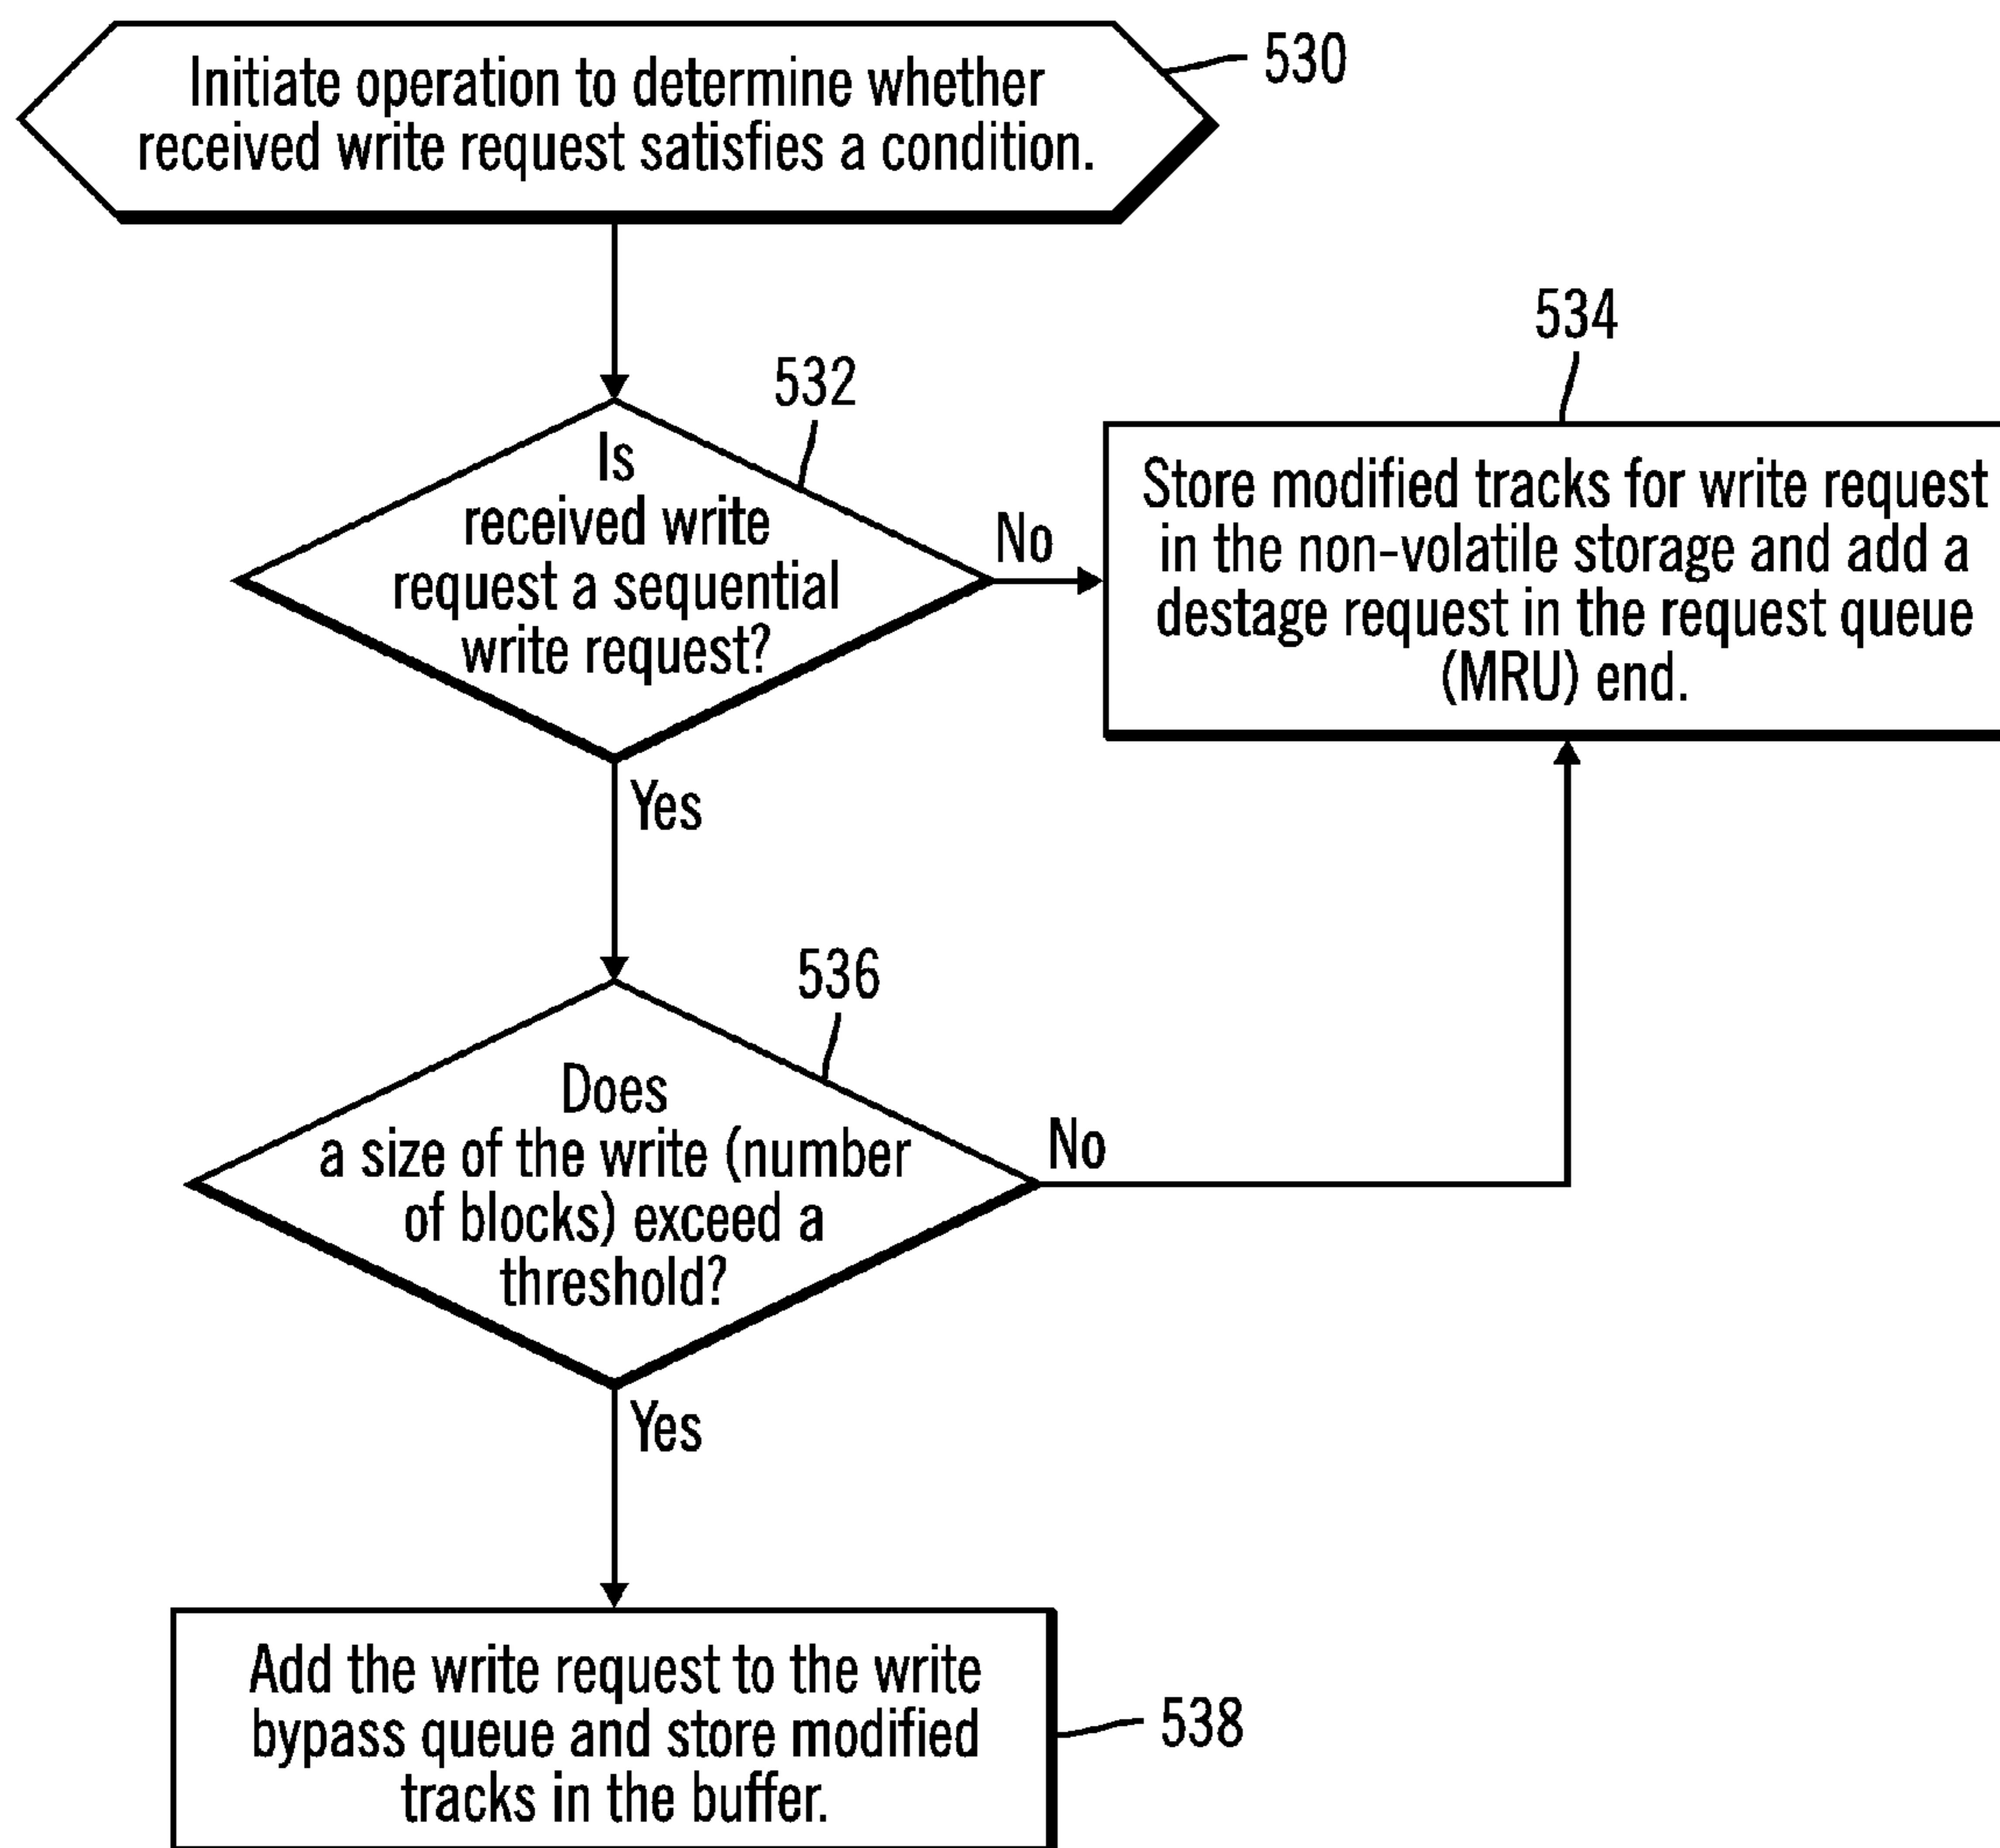 Initiate operation to determine whether
received write request satisfies a condition.
530
532
Is
received write
request a sequential
write request?
No
Yes
534
Store modified tracks for write request
in the non-volatile storage and add a
destage request in the request queue
(MRU) end.
536
Does
a size of the write (number
of blocks) exceed a
threshold?
No
Yes
Add the write request to the write
bypass queue and store modified
tracks in the buffer.
538